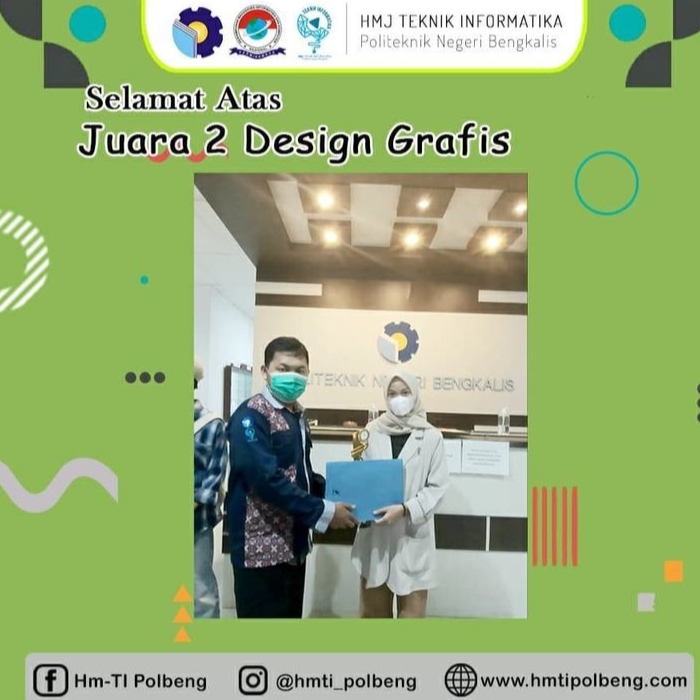 HMJ TEKNIK INFORMATIKA
Politeknik Negeri Bengkalis
Selamat Atas
Juara 2 Design Grafis
BENGKALIS
Hm-TI Polbeng
@hmti_polbeng
www.hmtipolbeng.com